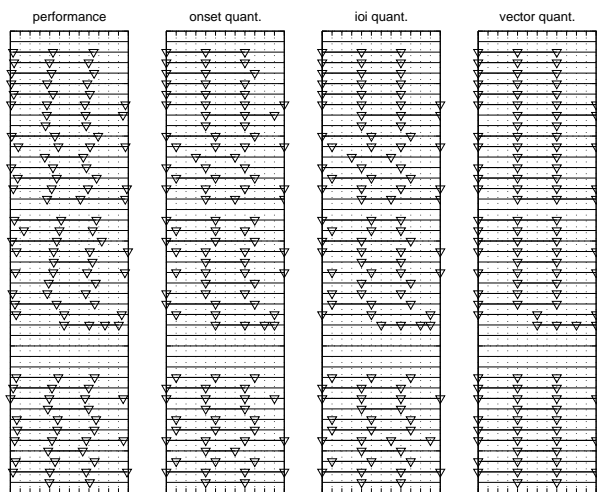 performance
onset quant.
ioi quant.
vector quant.